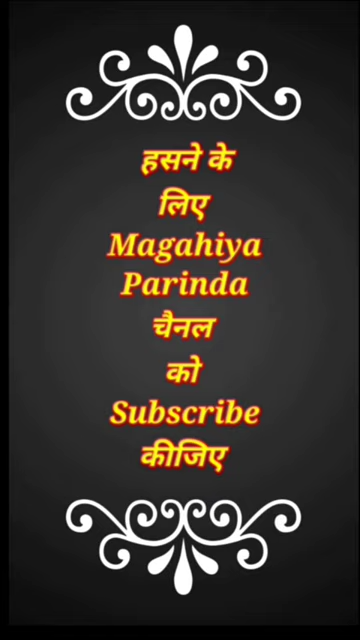 हसने के
लिए
Magahiya
Parinda
चैनल
को
Subscribe
कीजिए